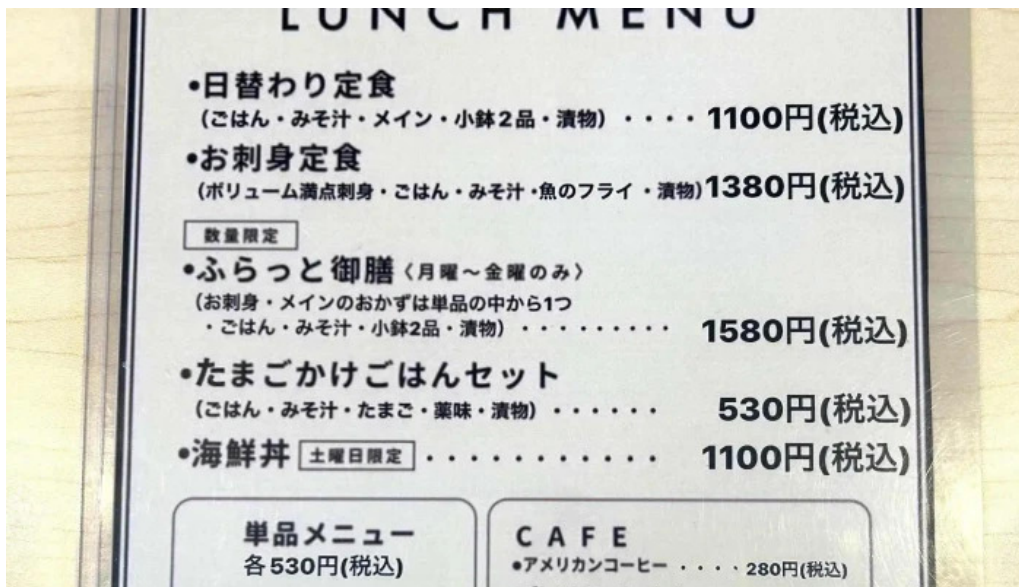 LUNCH MENU
•日替わり定食
(ごはん・みそ汁・メイン・小鉢2品・漬物)・・・・1100円(税込)
•お刺身定食
(ボリューム満点刺身・ごはん・みそ汁・魚のフライ・漬物)1380円(税込)
数量限定
•ふらっと御膳〈月曜～金曜のみ〉
(お刺身・メインのおかずは単品の中から1つ
・ごはん・みそ汁・小鉢2品・漬物)・・・・・・・・・1580円(税込)
•たまごかけごはんセット
(ごはん・みそ汁・たまご・薬味・漬物)・・・・・・530円(税込)
•海鮮丼 土曜日限定・・・・・・・・・・・1100円(税込)
単品メニュー
各530円(税込)
CAFE
•アメリカンコーヒー・・・・280円(税込)